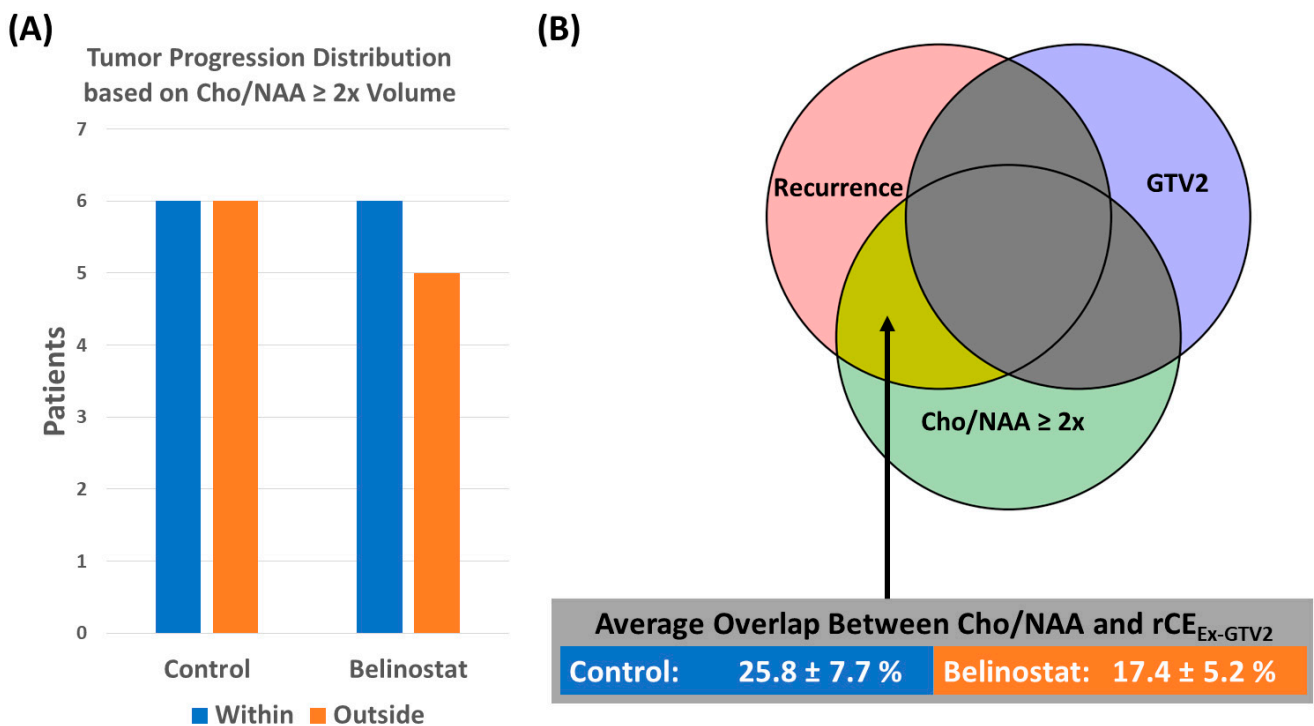 (A)
Tumor Progression Distribution
based on Cho/NAA ≥ 2x Volume
7
6
5
4
3
2
1
0
Patients
Control Belinostat
Within Outside
(B)
Recurrence
GTV2
Cho/NAA ≥ 2x
Average Overlap Between Cho/NAA and rCE_Ex-GTV2
Control: 25.8 ± 7.7 % Belinostat: 17.4 ± 5.2 %